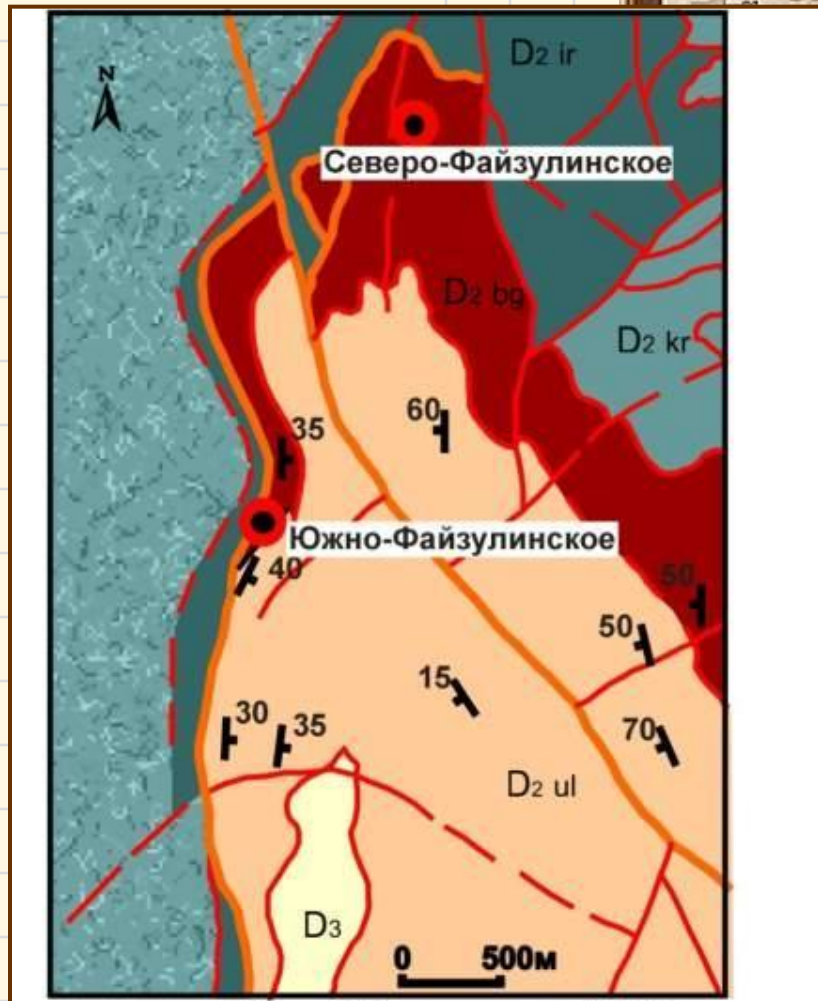 N
D2 ir
Северо-Файзулинское
D2 bg
D2 kr
60
35
Южно-Файзулинское
40
50
50
15
30
35
70
D2 ul
D3
0 500м